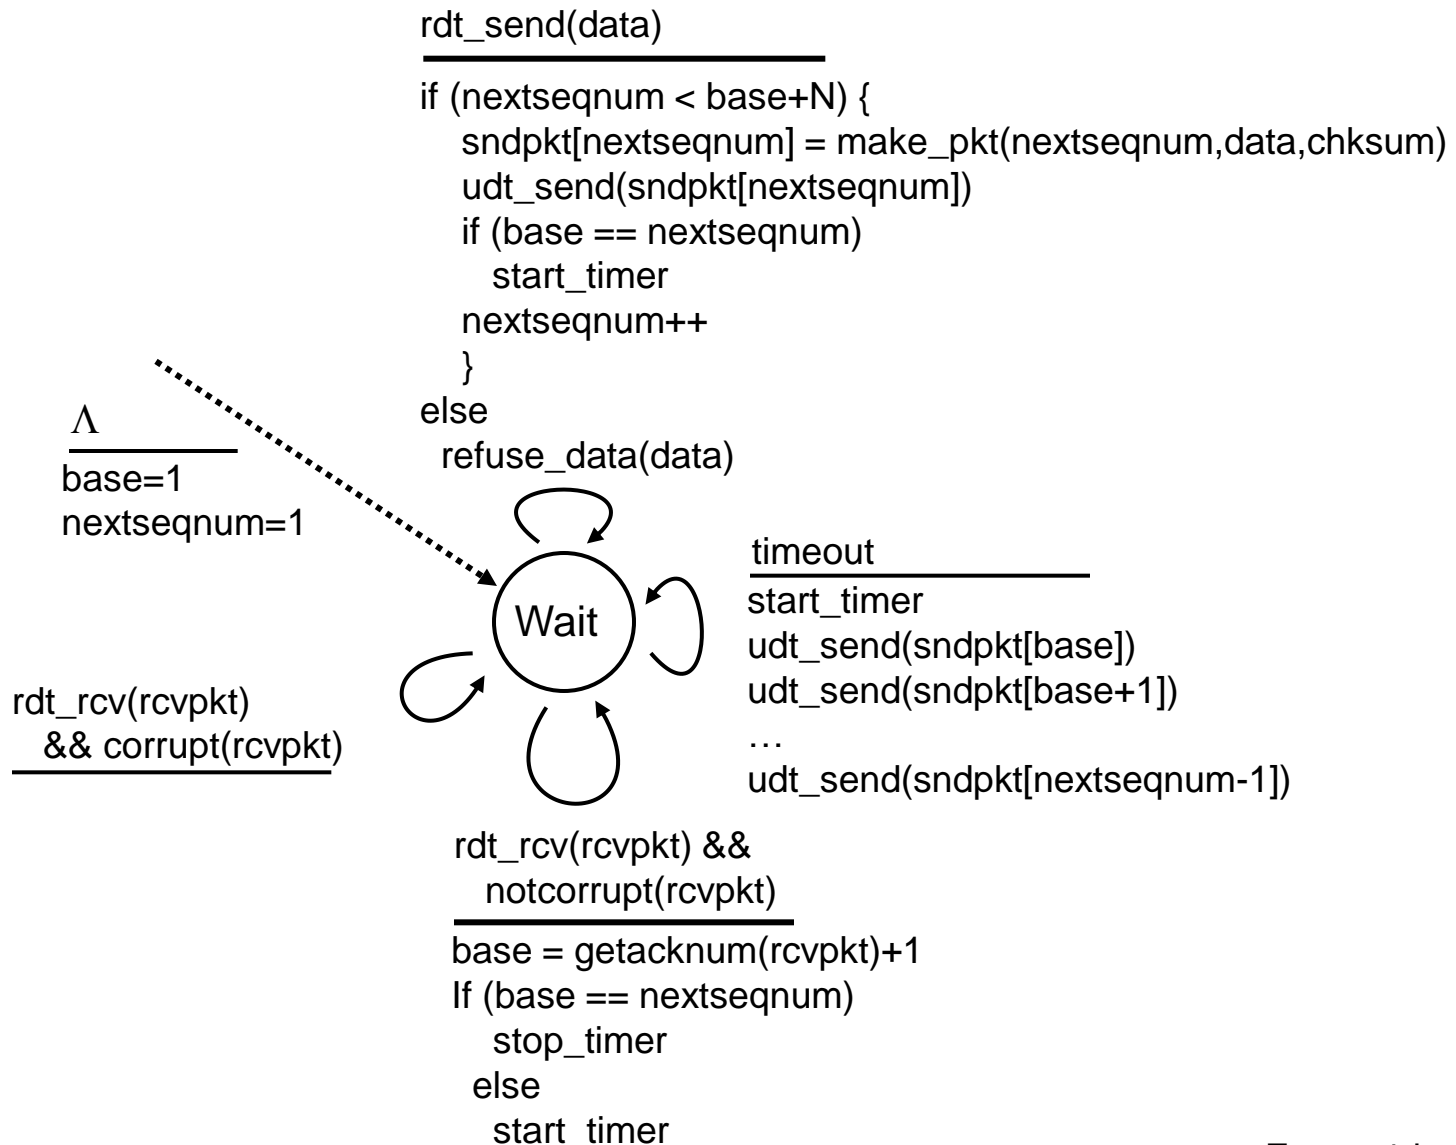 rdt_send(data)
if (nextseqnum < base+N) {
sndpkt[nextseqnum] = make_pkt(nextseqnum,data,chksum)
udt_send(sndpkt[nextseqnum])
if (base == nextseqnum)
start_timer
nextseqnum++
}
else
refuse_data(data)
Λ
base=1
nextseqnum=1
Wait
timeout
start_timer
udt_send(sndpkt[base])
udt_send(sndpkt[base+1])
…
udt_send(sndpkt[nextseqnum-1])
rdt_rcv(rcvpkt)
&& corrupt(rcvpkt)
rdt_rcv(rcvpkt) &&
notcorrupt(rcvpkt)
base = getacknum(rcvpkt)+1
If (base == nextseqnum)
stop_timer
else
start_timer